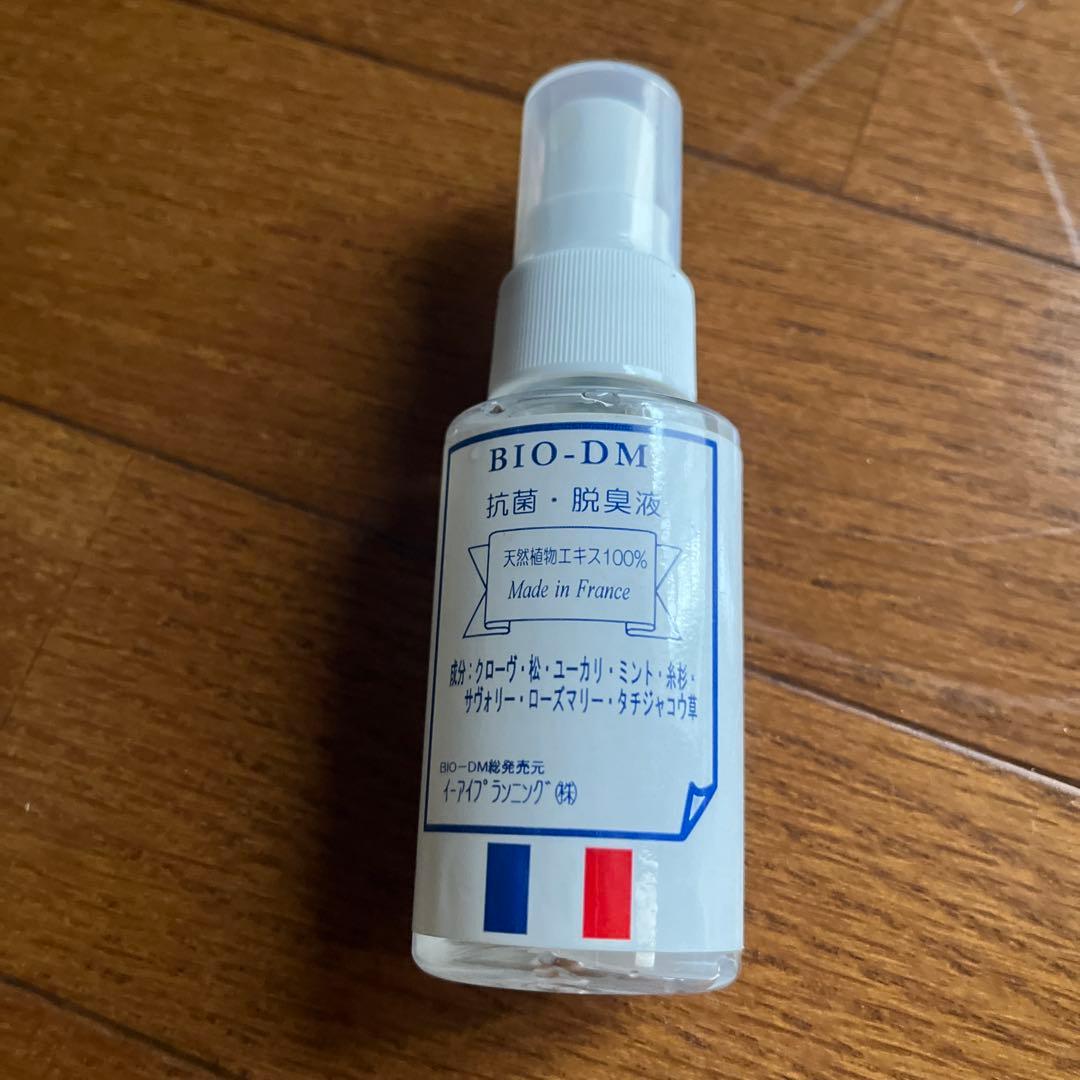 BIO-DM
抗菌・脱臭液
天然植物エキス100%
Made in France
成分：クローヴ・松・ユーカリ・ミント・糸杉・
サヴォリー・ローズマリー・タチジャコウ草
BIO-DM総発売元
イーアイプランニング㈱